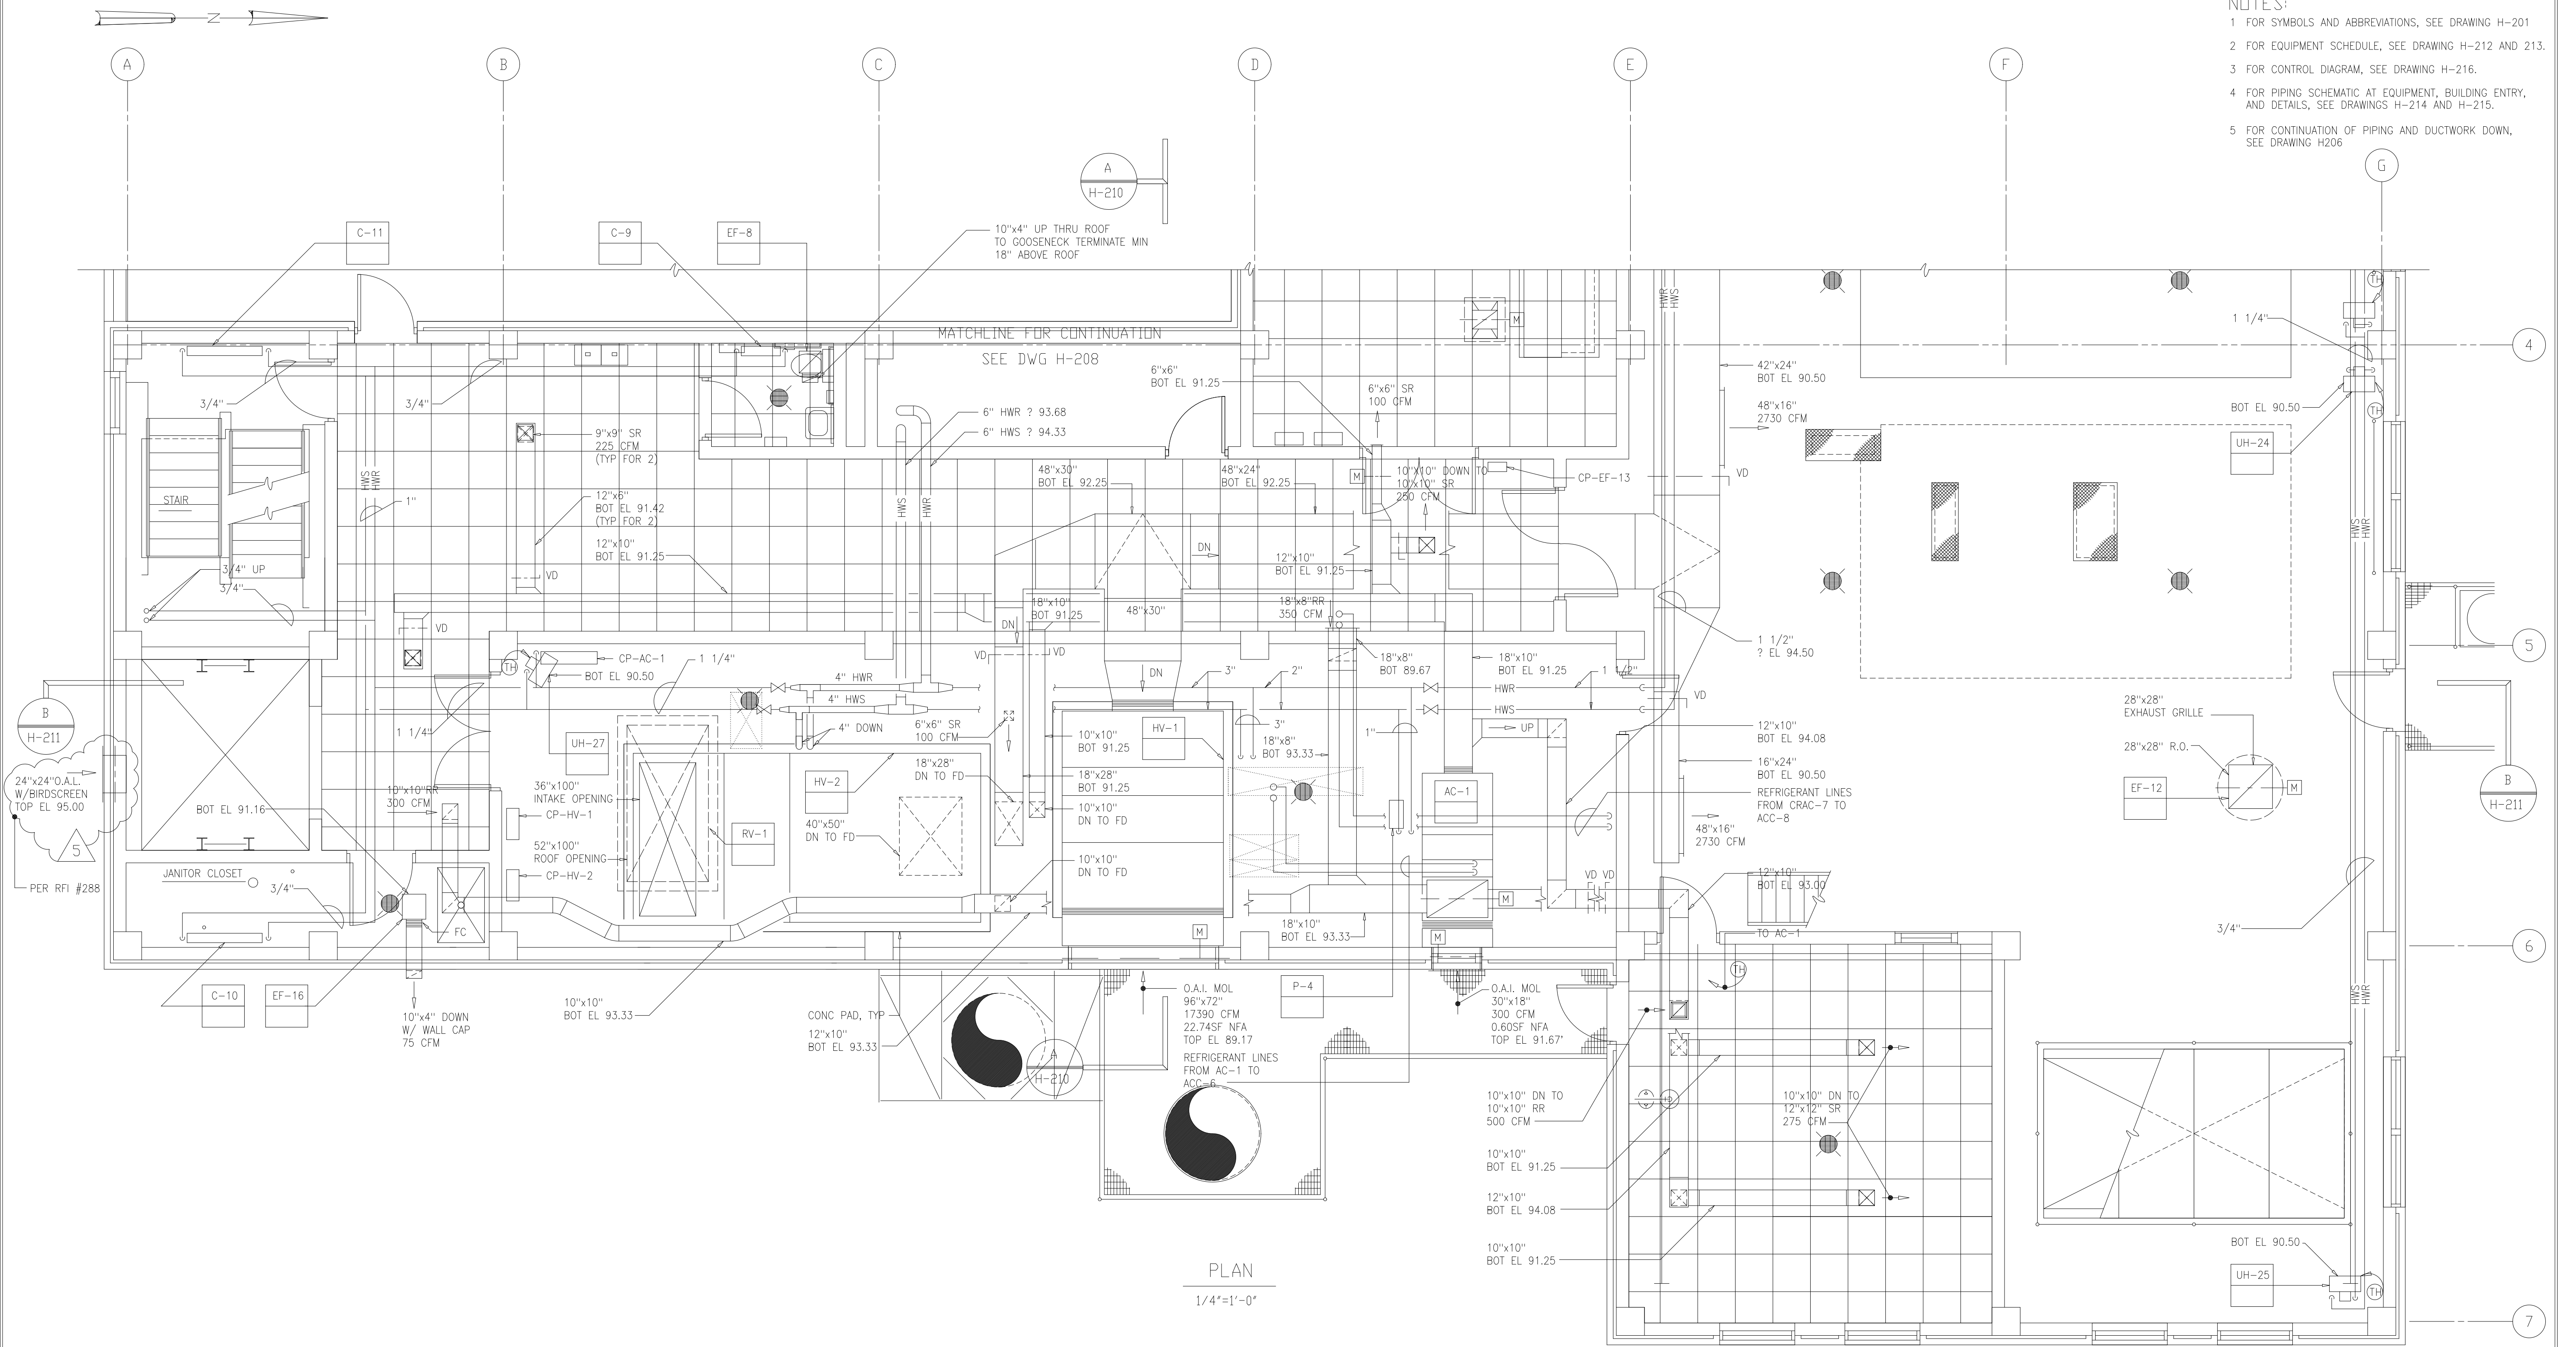 N
NOTES:
1 FOR SYMBOLS AND ABBREVIATIONS, SEE DRAWING H-201
2 FOR EQUIPMENT SCHEDULE, SEE DRAWING H-212 AND 213.
3 FOR CONTROL DIAGRAM, SEE DRAWING H-216.
4 FOR PIPING SCHEMATIC AT EQUIPMENT, BUILDING ENTRY,
AND DETAILS, SEE DRAWINGS H-214 AND H-215.
5 FOR CONTINUATION OF PIPING AND DUCTWORK DOWN,
SEE DRAWING H206
A
B
C
D
E
F
G
A
H-210
C-11
C-9
EF-8
10"x4" UP THRU ROOF
TO GOOSENECK TERMINATE MIN
18" ABOVE ROOF
MATCHLINE FOR CONTINUATION
SEE DWG H-208
HWR
HWS
M
TH
1 1/4"
4
42"x24"
BOT EL 90.50
48"x16"
2730 CFM
6"x6"
BOT EL 91.25
6"x6" SR
100 CFM
3/4"
3/4"
BOT EL 90.50
TH
UH-24
6" HWR ? 93.68
6" HWS ? 94.33
9"x9" SR
225 CFM
(TYP FOR 2)
48"x30"
BOT EL 92.25
48"x24"
BOT EL 92.25
M
10"X10" DOWN TO
10"x10" SR
250 CFM
CP-EF-13
VD
STAIR
HWS
HWR
1"
12"x6"
BOT EL 91.42
(TYP FOR 2)
HWS
HWR
HWS
HWR
12"x10"
BOT EL 91.25
DN
12"x10"
BOT EL 91.25
3/4" UP
3/4"
VD
VD
18"x10"
BOT 91.25
48"x30"
18"x8"RR
350 CFM
DN
VD
VD
1 1/2"
? EL 94.50
5
TH
CP-AC-1
BOT EL 90.50
1 1/4"
DN
18"x8"
BOT 89.67
18"x10"
BOT EL 91.25
3"
2"
1 1/2"
4" HWR
4" HWS
HWR
HWS
VD
B
H-211
1 1/4"
4" DOWN
UH-27
6"x6" SR
100 CFM
10"x10"
BOT 91.25
HV-1
3"
18"x8"
BOT 93.33
1"
UP
12"x10"
BOT EL 94.08
28"x28"
EXHAUST GRILLE
28"x28" R.O.
24"x24"O.A.L.
W/BIRDSCREEN
TOP EL 95.00
5
PER RFI #288
BOT EL 91.16
10"x10"RR
300 CFM
36"x100"
INTAKE OPENING
HV-2
18"x28"
DN TO FD
18"x28"
BOT 91.25
10"x10"
DN TO FD
AC-1
16"x24"
BOT EL 90.50
REFRIGERANT LINES
FROM CRAC-7 TO
ACC-8
EF-12
M
B
H-211
CP-HV-1
RV-1
40"x50"
DN TO FD
48"x16"
2730 CFM
52"x100"
ROOF OPENING
CP-HV-2
10"x10"
DN TO FD
VD VD
12"x10"
BOT EL 93.00
TO AC-1
JANITOR CLOSET
3/4"
FC
M
M
M
18"x10"
BOT EL 93.33
3/4"
6
C-10
EF-16
10"x4" DOWN
W/ WALL CAP
75 CFM
10"x10"
BOT EL 93.33
CONC PAD, TYP
12"x10"
BOT EL 93.33
A
H-210
O.A.I. MOL
96"x72"
17390 CFM
22.74SF NFA
TOP EL 89.17
REFRIGERANT LINES
FROM AC-1 TO
ACC-6
P-4
O.A.I. MOL
30"x18"
300 CFM
0.60SF NFA
TOP EL 91.67'
TH
HWS
HWR
10"x10" DN TO
10"x10" RR
500 CFM
10"x10" DN TO
12"x12" SR
275 CFM
10"x10"
BOT EL 91.25
12"x10"
BOT EL 94.08
10"x10"
BOT EL 91.25
BOT EL 90.50
UH-25
TH
7
PLAN
1/4"=1'-0"